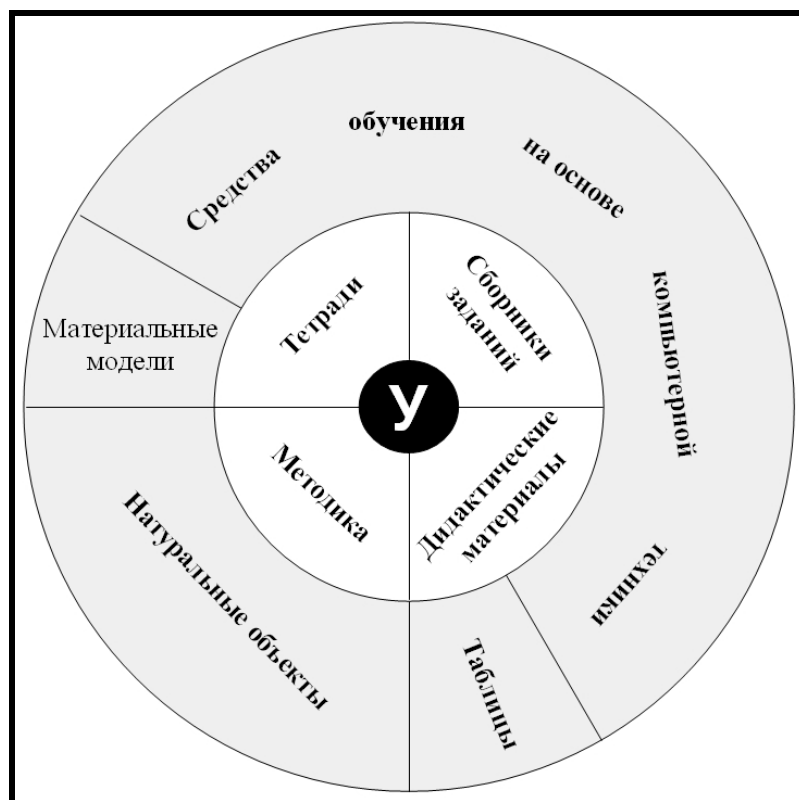 Средства
обучения
на основе
компьютерной
техники
Материальные
модели
Натуральные объекты
Таблицы
Тетради
Сборники
заданий
Методика
Дидактические
материалы
У